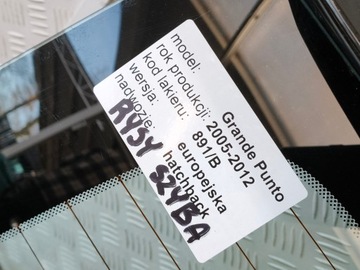 model: Grande Punto
rok produkcji: 2005-2012
kod lakieru: 891/B
wersja: europejska
nadwozie: hatchback
RYSY SZYBA